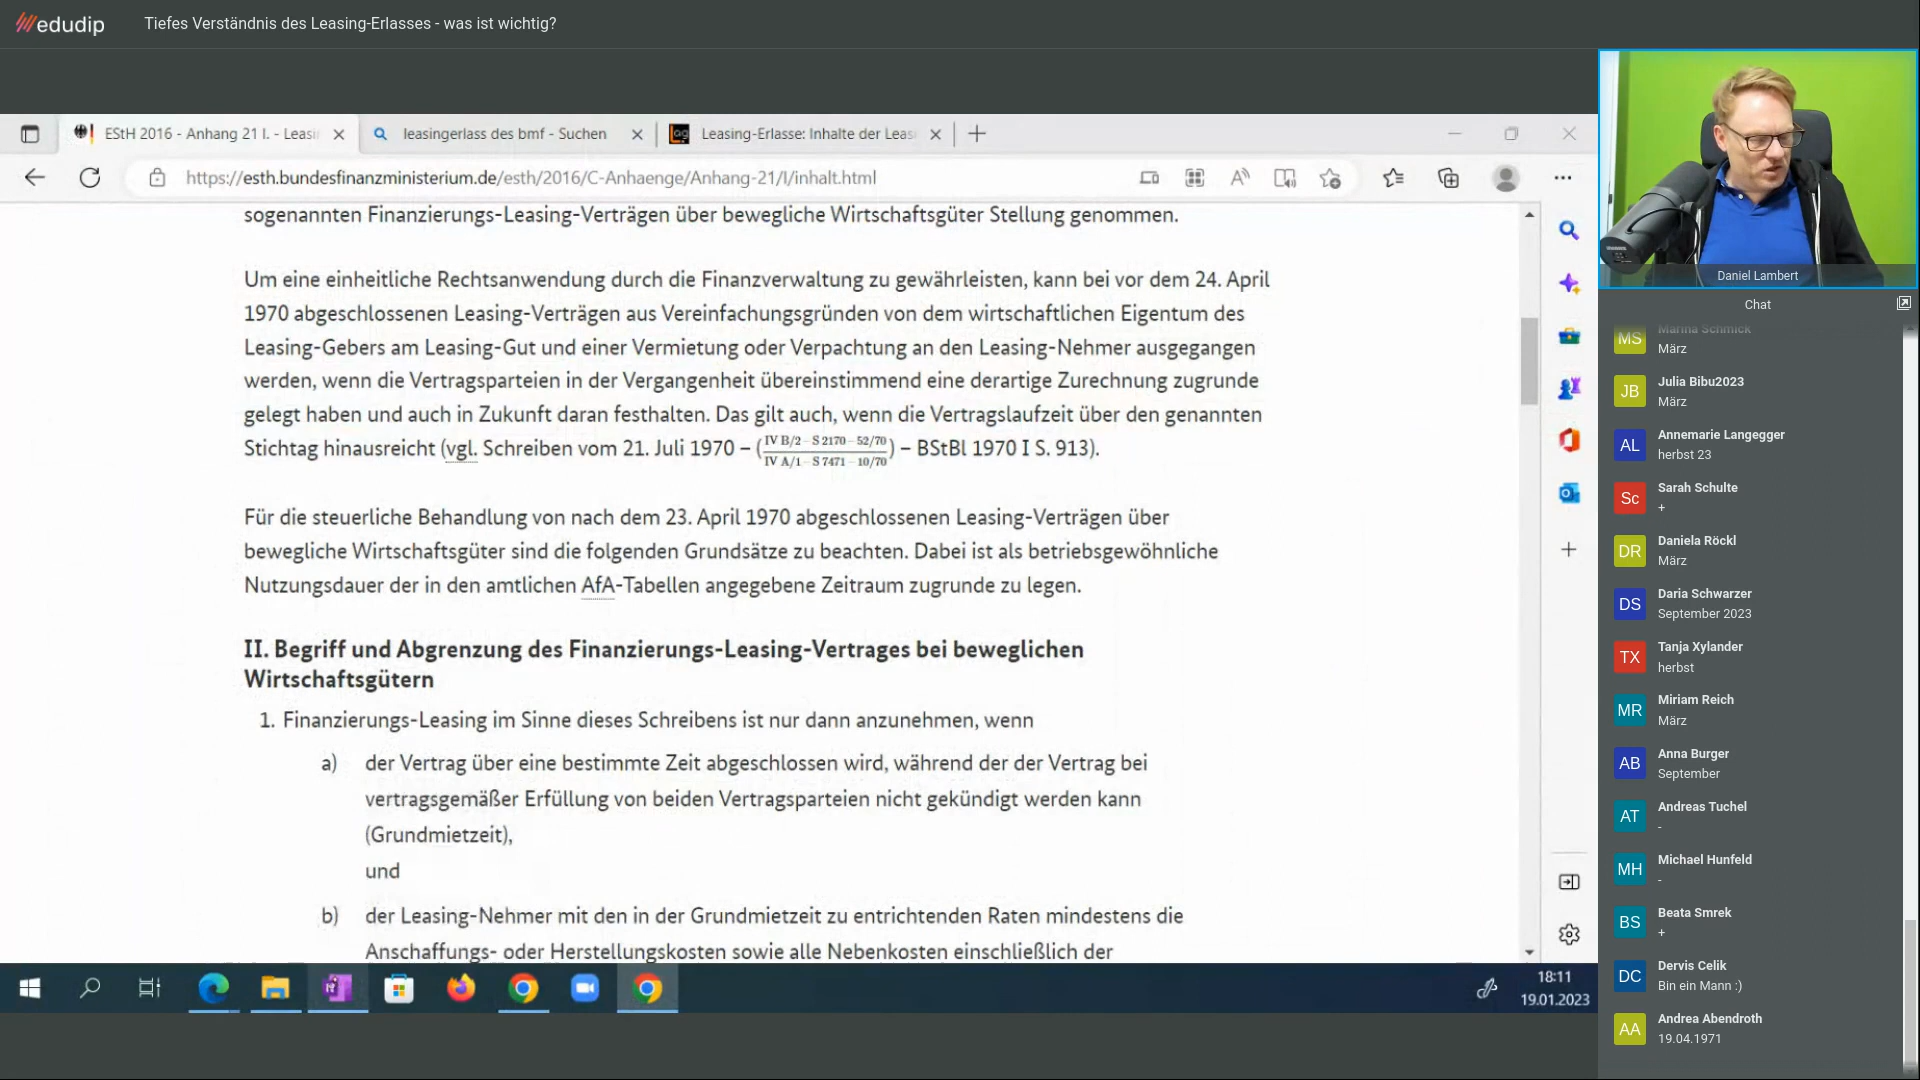 edudip
Tiefes Verständnis des Leasing-Erlasses - was ist wichtig?
EStH 2016 - Anhang 21 I. - Leasi
leasingerlass des bmf - Suchen
Leasing-Erlasse: Inhalte der Leas
https://esth.bundesfinanzministerium.de/esth/2016/C-Anhaenge/Anhang-21/I/inhalt.html
sogenannten Finanzierungs-Leasing-Verträgen über bewegliche Wirtschaftsgüter Stellung genommen.
Um eine einheitliche Rechtsanwendung durch die Finanzverwaltung zu gewährleisten, kann bei vor dem 24. April
1970 abgeschlossenen Leasing-Verträgen aus Vereinfachungsgründen von dem wirtschaftlichen Eigentum des
Leasing-Gebers am Leasing-Gut und einer Vermietung oder Verpachtung an den Leasing-Nehmer ausgegangen
werden, wenn die Vertragsparteien in der Vergangenheit übereinstimmend eine derartige Zurechnung zugrunde
gelegt haben und auch in Zukunft daran festhalten. Das gilt auch, wenn die Vertragslaufzeit über den genannten
Stichtag hinausreicht (vgl. Schreiben vom 21. Juli 1970 – (IV B/2 – S 2170 – 52/70 IV A/1 – S 7471 – 10/70) – BStBl 1970 I S. 913).
Für die steuerliche Behandlung von nach dem 23. April 1970 abgeschlossenen Leasing-Verträgen über
bewegliche Wirtschaftsgüter sind die folgenden Grundsätze zu beachten. Dabei ist als betriebsgewöhnliche
Nutzungsdauer der in den amtlichen AfA-Tabellen angegebene Zeitraum zugrunde zu legen.
II. Begriff und Abgrenzung des Finanzierungs-Leasing-Vertrages bei beweglichen
Wirtschaftsgütern
1. Finanzierungs-Leasing im Sinne dieses Schreibens ist nur dann anzunehmen, wenn
a) der Vertrag über eine bestimmte Zeit abgeschlossen wird, während der der Vertrag bei
vertragsgemäßer Erfüllung von beiden Vertragsparteien nicht gekündigt werden kann
(Grundmietzeit),
und
b) der Leasing-Nehmer mit den in der Grundmietzeit zu entrichtenden Raten mindestens die
Anschaffungs- oder Herstellungskosten sowie alle Nebenkosten einschließlich der
18:11
19.01.2023
Daniel Lambert
Chat
MS Marina Schmick
März
JB Julia Bibu2023
März
AL Annemarie Langegger
herbst 23
Sc Sarah Schulte
+
DR Daniela Röckl
März
DS Daria Schwarzer
September 2023
TX Tanja Xylander
herbst
MR Miriam Reich
März
AB Anna Burger
September
AT Andreas Tuchel
-
MH Michael Hunfeld
-
BS Beata Smrek
+
DC Dervis Celik
Bin ein Mann :)
AA Andrea Abendroth
19.04.1971